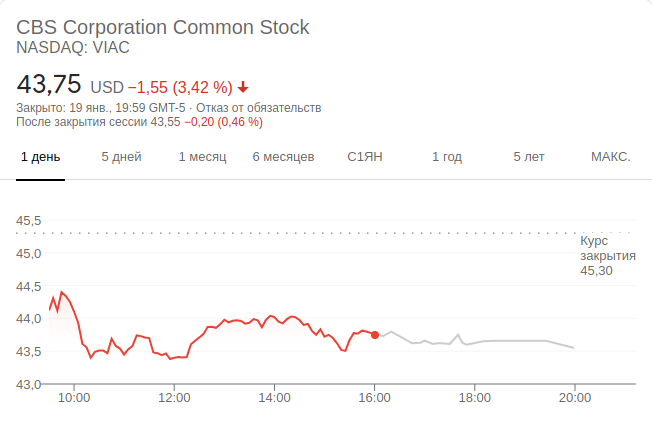 CBS Corporation Common Stock
NASDAQ: VIAC
43,75 USD −1,55 (3,42 %)
Закрыто: 19 янв., 19:59 GMT-5 · Отказ от обязательств
После закрытия сессии 43,55 −0,20 (0,46 %)
1 день 5 дней 1 месяц 6 месяцев С1ЯН 1 год 5 лет МАКС.
45,5
Курс
закрытия
45,30
45,0
44,5
44,0
43,5
43,0
10:00 12:00 14:00 16:00 18:00 20:00